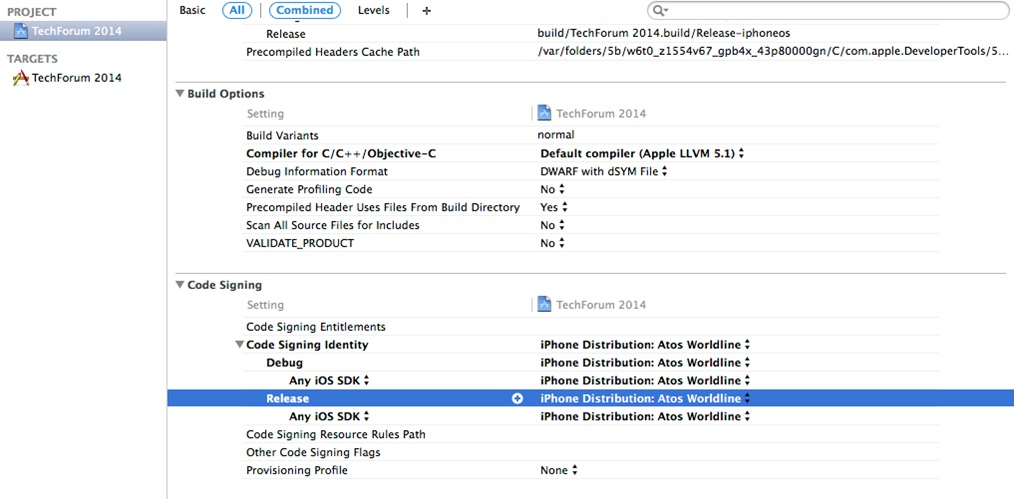 PROJECT
TechForum 2014
TARGETS
TechForum 2014
Basic All Combined Levels +
Release build/TechForum 2014.build/Release-iphoneos
Precompiled Headers Cache Path /var/folders/5b/w6t0_z1554v67_gpb4x_43p80000gn/C/com.apple.DeveloperTools/5...
Build Options
Setting TechForum 2014
Build Variants normal
Compiler for C/C++/Objective-C Default compiler (Apple LLVM 5.1)
Debug Information Format DWARF with dSYM File
Generate Profiling Code No
Precompiled Header Uses Files From Build Directory Yes
Scan All Source Files for Includes No
VALIDATE_PRODUCT No
Code Signing
Setting TechForum 2014
Code Signing Entitlements
Code Signing Identity iPhone Distribution: Atos Worldline
Debug iPhone Distribution: Atos Worldline
Any iOS SDK iPhone Distribution: Atos Worldline
Release iPhone Distribution: Atos Worldline
Any iOS SDK iPhone Distribution: Atos Worldline
Code Signing Resource Rules Path
Other Code Signing Flags
Provisioning Profile None